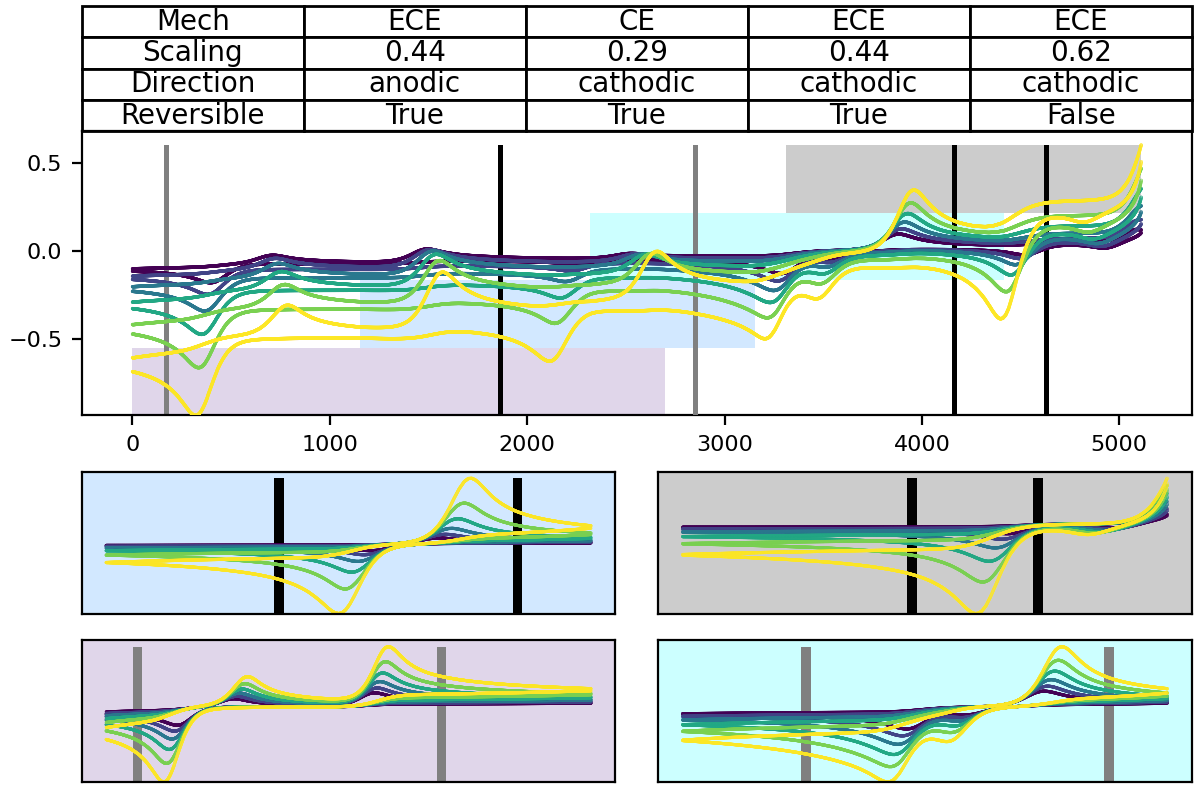 Mech ECE CE ECE ECE
Scaling 0.44 0.29 0.44 0.62
Direction anodic cathodic cathodic cathodic
Reversible True True True False
0.5
0.0
−0.5
0 1000 2000 3000 4000 5000